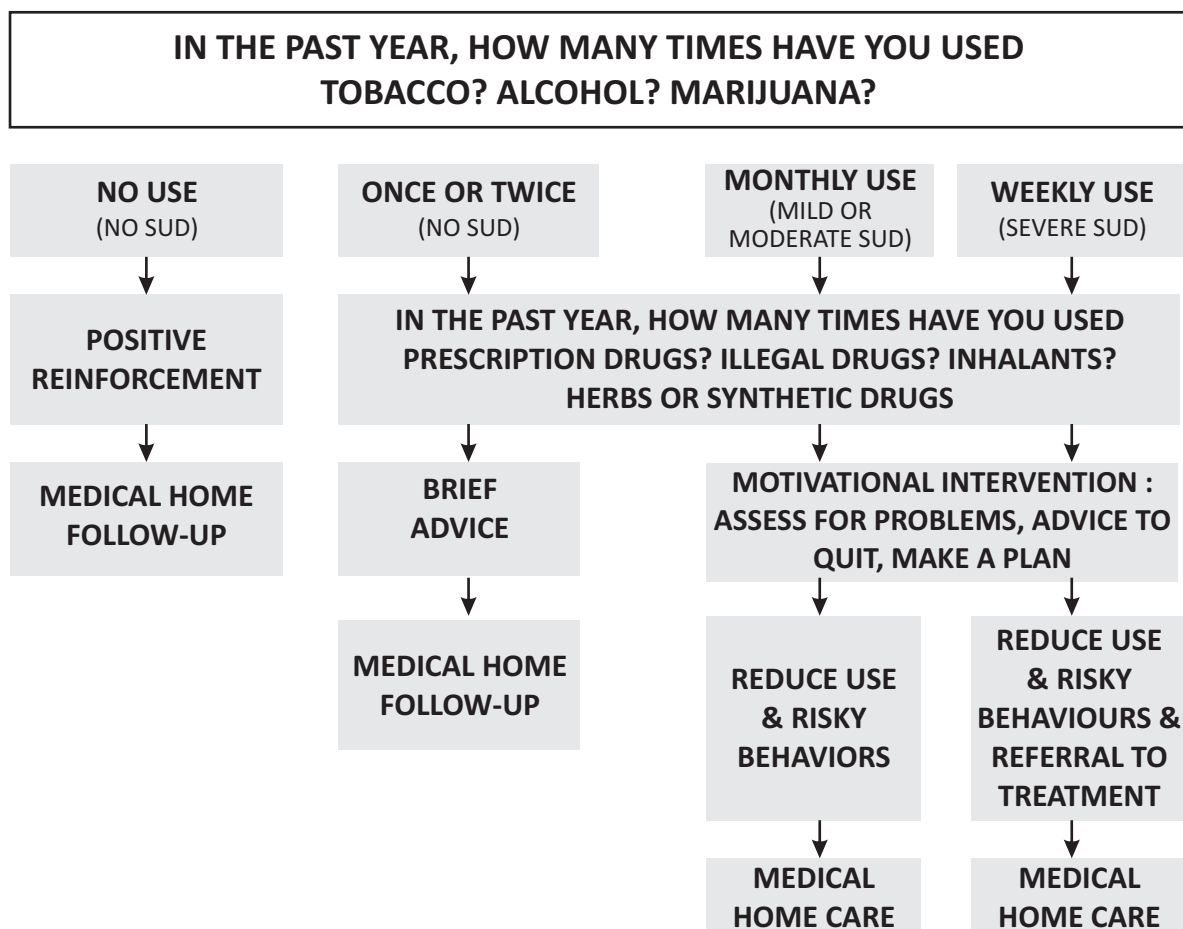 IN THE PAST YEAR, HOW MANY TIMES HAVE YOU USED
TOBACCO? ALCOHOL? MARIJUANA?
NO USE
(NO SUD)
ONCE OR TWICE
(NO SUD)
MONTHLY USE
(MILD OR
MODERATE SUD)
WEEKLY USE
(SEVERE SUD)
POSITIVE
REINFORCEMENT
IN THE PAST YEAR, HOW MANY TIMES HAVE YOU USED
PRESCRIPTION DRUGS? ILLEGAL DRUGS? INHALANTS?
HERBS OR SYNTHETIC DRUGS
MEDICAL HOME
FOLLOW-UP
BRIEF
ADVICE
MOTIVATIONAL INTERVENTION :
ASSESS FOR PROBLEMS, ADVICE TO
QUIT, MAKE A PLAN
MEDICAL HOME
FOLLOW-UP
REDUCE USE
& RISKY
BEHAVIORS
REDUCE USE
& RISKY
BEHAVIOURS &
REFERRAL TO
TREATMENT
MEDICAL
HOME CARE
MEDICAL
HOME CARE